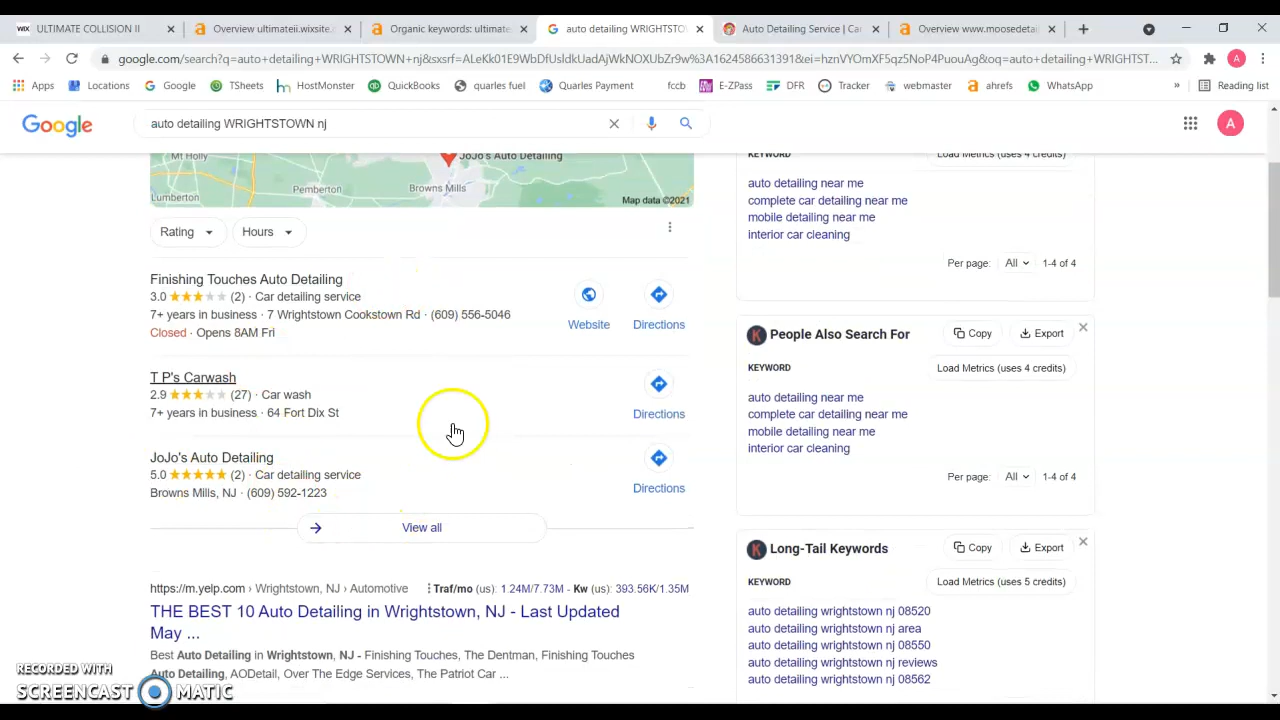 WIX ULTIMATE COLLISION II
Overview ultimateii.wixsite.
Organic keywords: ultimate
auto detailing WRIGHTSTO
Auto Detailing Service | Ca
Overview www.moosedetai
google.com/search?q=auto+detailing+WRIGHTSTOWN+nj&sxsrf=
Apps
Locations
Google
TSheets
HostMonster
QuickBooks
quarles fuel
Quarles Payment
fccb
E-ZPass
DFR
Tracker
webmaster
ahrefs
WhatsApp
»
Reading list
Google
auto detailing WRIGHTSTOWN nj
A
Mt Holly
JoJo's Auto Detailing
Pemberton
Browns Mills
Lumberton
Map data ©2021
Rating
Hours
Finishing Touches Auto Detailing
3.0 (2) · Car detailing service
7+ years in business · 7 Wrightstown Cookstown Rd · (609) 556-5046
Closed · Opens 8AM Fri
Website
Directions
T P's Carwash
2.9 (27) · Car wash
7+ years in business · 64 Fort Dix St
Directions
JoJo's Auto Detailing
5.0 (2) · Car detailing service
Browns Mills, NJ · (609) 592-1223
Directions
View all
https://m.yelp.com › Wrightstown, NJ › Automotive
Traf/mo (us): 1.24M/7.73M - Kw (us): 393.56K/1.35M
THE BEST 10 Auto Detailing in Wrightstown, NJ - Last Updated
May ...
Best Auto Detailing in Wrightstown, NJ - Finishing Touches, The Dentman, Finishing Touches
Auto Detailing, AODetail, Over The Edge Services, The Patriot Car ...
KEYWORD
Load Metrics (uses 4 credits)
auto detailing near me
complete car detailing near me
mobile detailing near me
interior car cleaning
Per page: All 1-4 of 4
K People Also Search For
Copy
Export
KEYWORD
Load Metrics (uses 4 credits)
auto detailing near me
complete car detailing near me
mobile detailing near me
interior car cleaning
Per page: All 1-4 of 4
K Long-Tail Keywords
Copy
Export
KEYWORD
Load Metrics (uses 5 credits)
auto detailing wrightstown nj 08520
auto detailing wrightstown nj area
auto detailing wrightstown nj 08550
auto detailing wrightstown nj reviews
auto detailing wrightstown nj 08562
RECORDED WITH
SCREENCAST MATIC